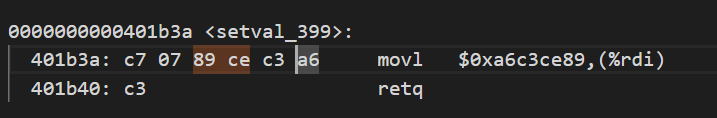 0000000000401b3a <setval_399>:
401b3a: c7 07 89 ce c3 a6 movl $0xa6c3ce89,(%rdi)
401b40: c3 retq